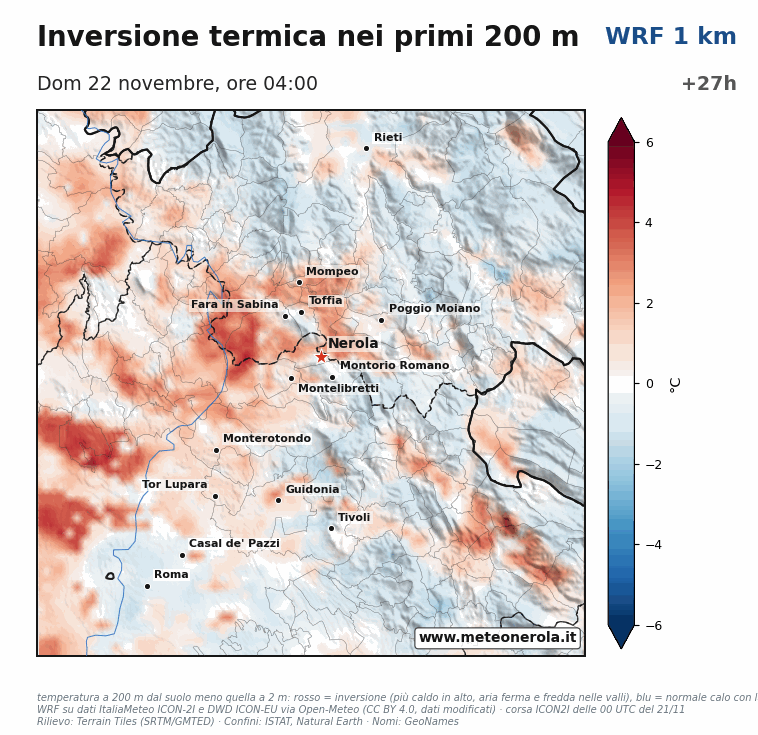 Inversione termica nei primi 200 m WRF 1 km
Dom 22 novembre, ore 04:00 +27h
Rieti
Mompeo
Fara in Sabina Toffia
Poggio Moiano
Nerola
Montorio Romano
Montelibretti
Monterotondo
Tor Lupara
Guidonia
Tivoli
Casal de' Pazzi
Roma
www.meteonerola.it
6
4
2
0
−2
−4
−6
°C
temperatura a 200 m dal suolo meno quella a 2 m: rosso = inversione (più caldo in alto, aria ferma e fredda nelle valli), blu = normale calo con
WRF su dati ItaliaMeteo ICON-2I e DWD ICON-EU via Open-Meteo (CC BY 4.0, dati modificati) · corsa ICON2I delle 00 UTC del 21/11
Rilievo: Terrain Tiles (SRTM/GMTED) · Confini: ISTAT, Natural Earth · Nomi: GeoNames